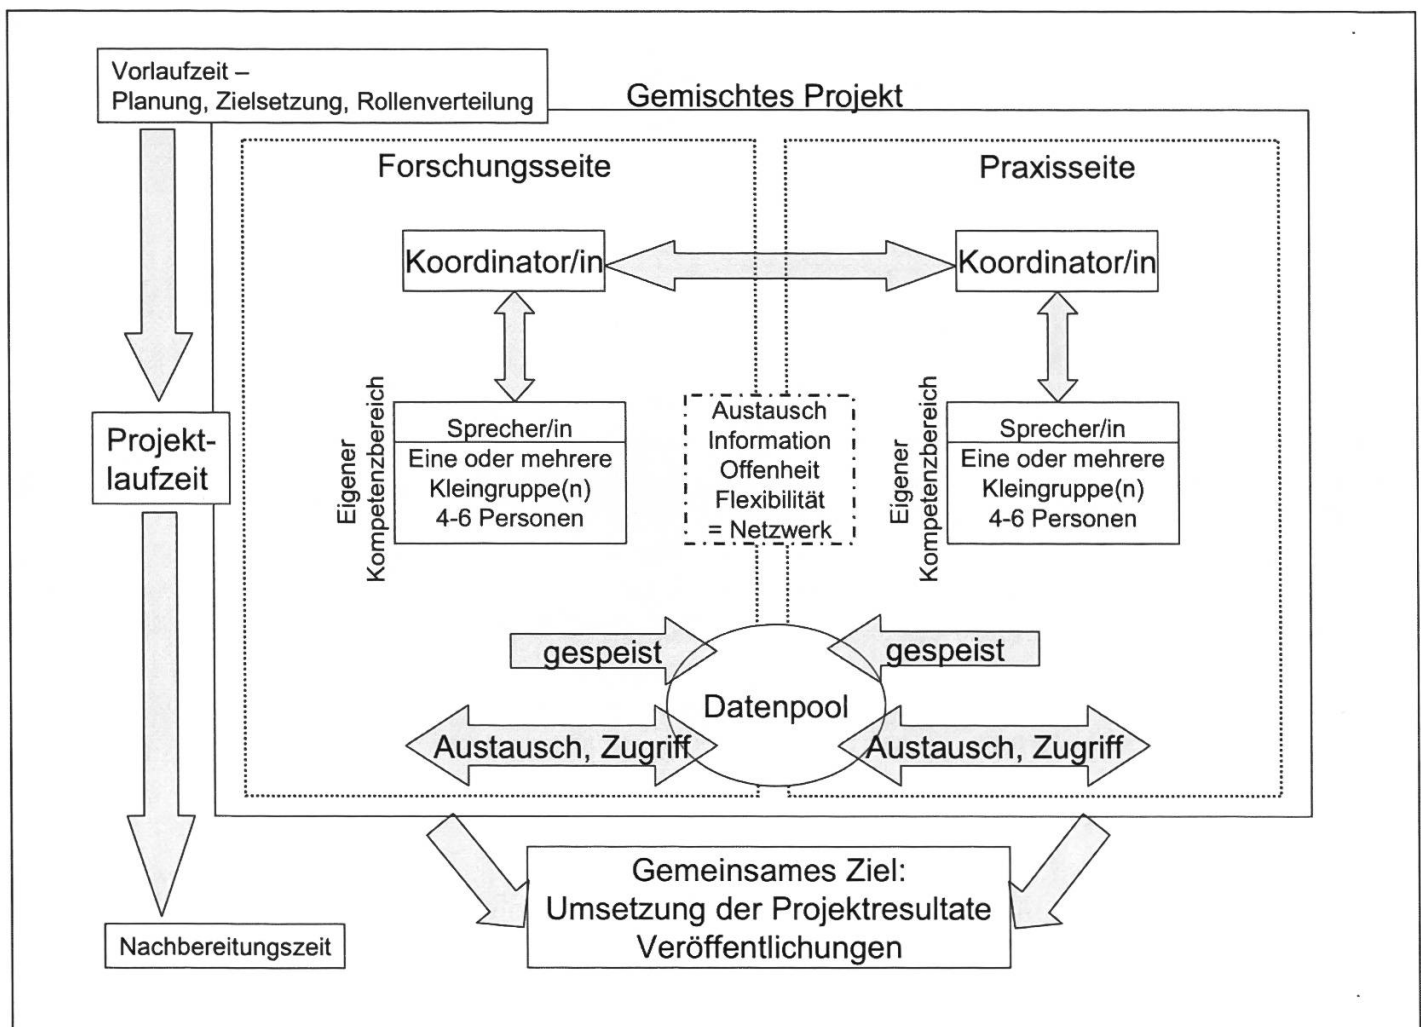 Vorlaufzeit –
Planung, Zielsetzung, Rollenverteilung
Gemischtes Projekt
Forschungsseite
Praxisseite
Koordinator/in
Koordinator/in
Projekt-
laufzeit
Eigener
Kompetenzbereich
Sprecher/in
Eine oder mehrere
Kleingruppe(n)
4-6 Personen
Austausch
Information
Offenheit
Flexibilität
= Netzwerk
Eigener
Kompetenzbereich
Sprecher/in
Eine oder mehrere
Kleingruppe(n)
4-6 Personen
gespeist
gespeist
Datenpool
Austausch, Zugriff
Austausch, Zugriff
Gemeinsames Ziel:
Umsetzung der Projektresultate
Veröffentlichungen
Nachbereitungszeit